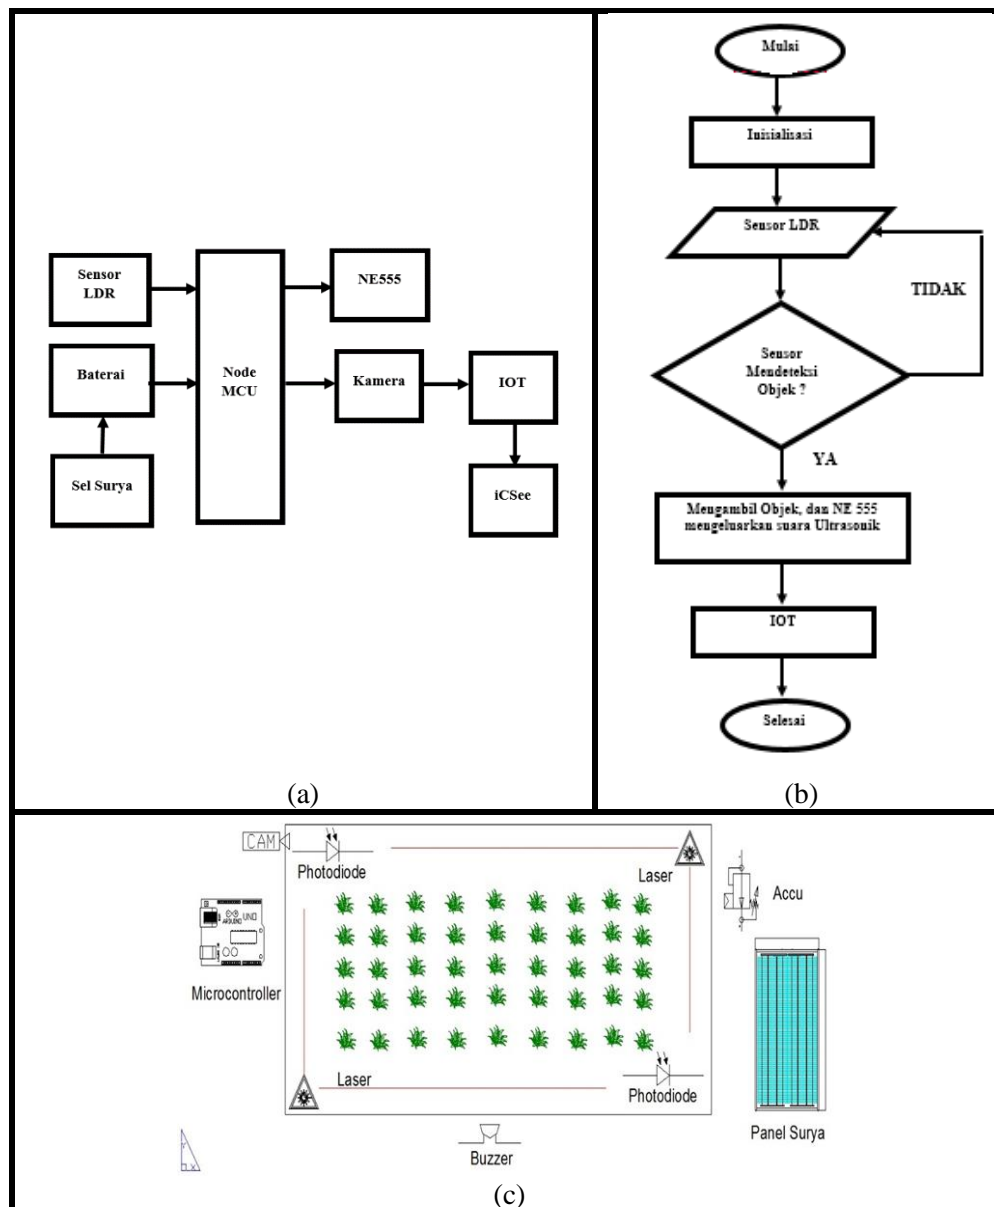 Sensor
LDR
NE555
Node
MCU
Baterai
Kamera
IOT
Sel Surya
iCSee
(a)
Mulai
Inisialisasi
Sensor LDR
TIDAK
Sensor
Mendeteksi
Objek ?
YA
Mengambil Objek, dan NE 555
mengeluarkan suara Ultrasonik
IOT
Selesai
(b)
CAM
Photodiode
Laser
Accu
ARDUINO
UNO
Microcontroller
Laser
Photodiode
Panel Surya
Buzzer
Y
X
(c)